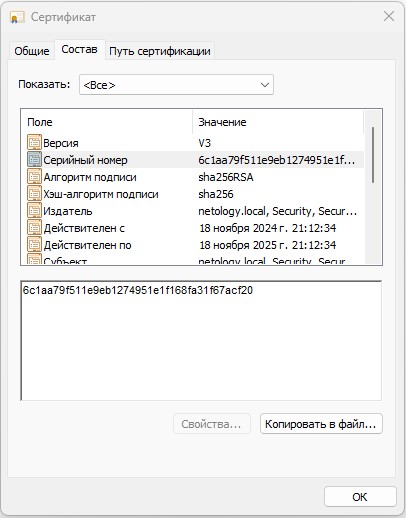 Сертификат
Общие Состав Путь сертификации
Показать: <Все>
Поле Значение
Версия V3
Серийный номер 6c1aa79f511e9eb1274951e1f...
Алгоритм подписи sha256RSA
Хэш-алгоритм подписи sha256
Издатель netology.local, Security, Secur...
Действителен с 18 ноября 2024 г. 21:12:34
Действителен по 18 ноября 2025 г. 21:12:34
Субъект netology.local, Security, Secur...
6c1aa79f511e9eb1274951e1f168fa31f67acf20
Свойства... Копировать в файл...
ОК